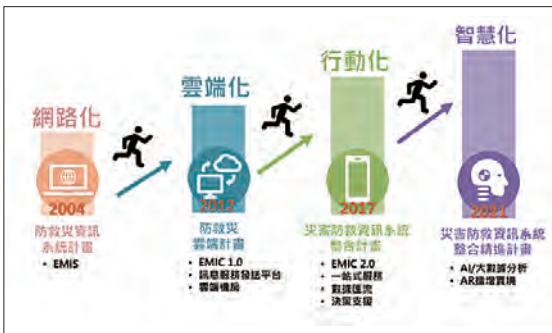 網路化
2004
防救災資訊
系統計畫
• EMIS
雲端化
2012
防救災
雲端計畫
• EMIC 1.0
• 訊息服務發送平台
• 雲端機房
行動化
2017
災害防救資訊系統
整合計畫
• EMIC 2.0
• 一站式服務
• 數據匯流
• 決策支援
智慧化
2021
災害防救資訊系統
整合精進計畫
• AI/大數據分析
• AR擴增實境